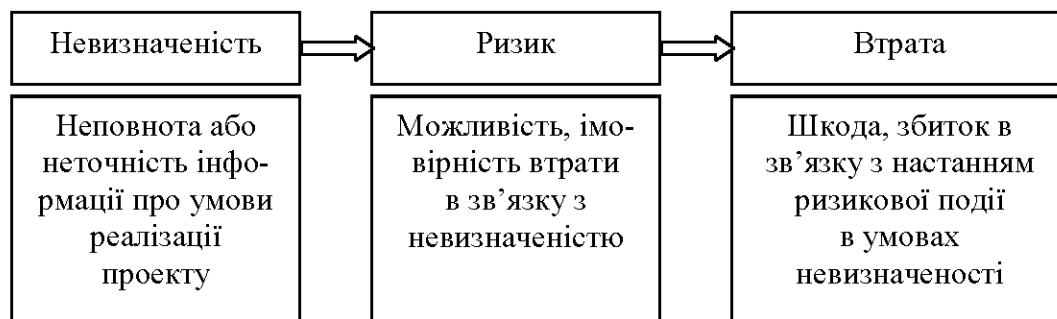 Невизначеність
Ризик
Втрата
Неповнота або
неточність інфо-
рмації про умови
реалізації
проекту
Можливість, імо-
вірність втрати
в зв’язку з
невизначеністю
Шкода, збиток в
зв’язку з настанням
ризикової події
в умовах
невизначеності